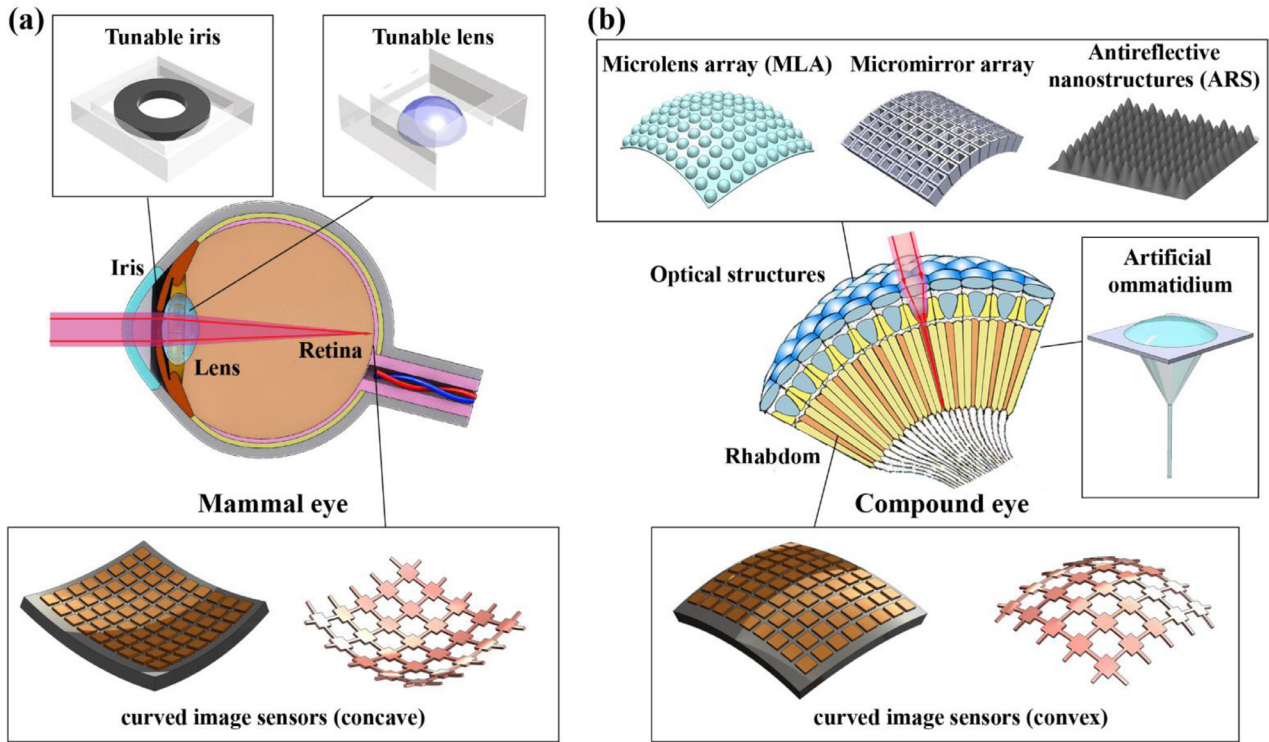 (a)
Tunable iris
Tunable lens
Iris
Lens
Retina
Mammal eye
curved image sensors (concave)
(b)
Microlens array (MLA)
Micromirror array
Antireflective
nanostructures (ARS)
Optical structures
Artificial
ommatidium
Rhabdom
Compound eye
curved image sensors (convex)